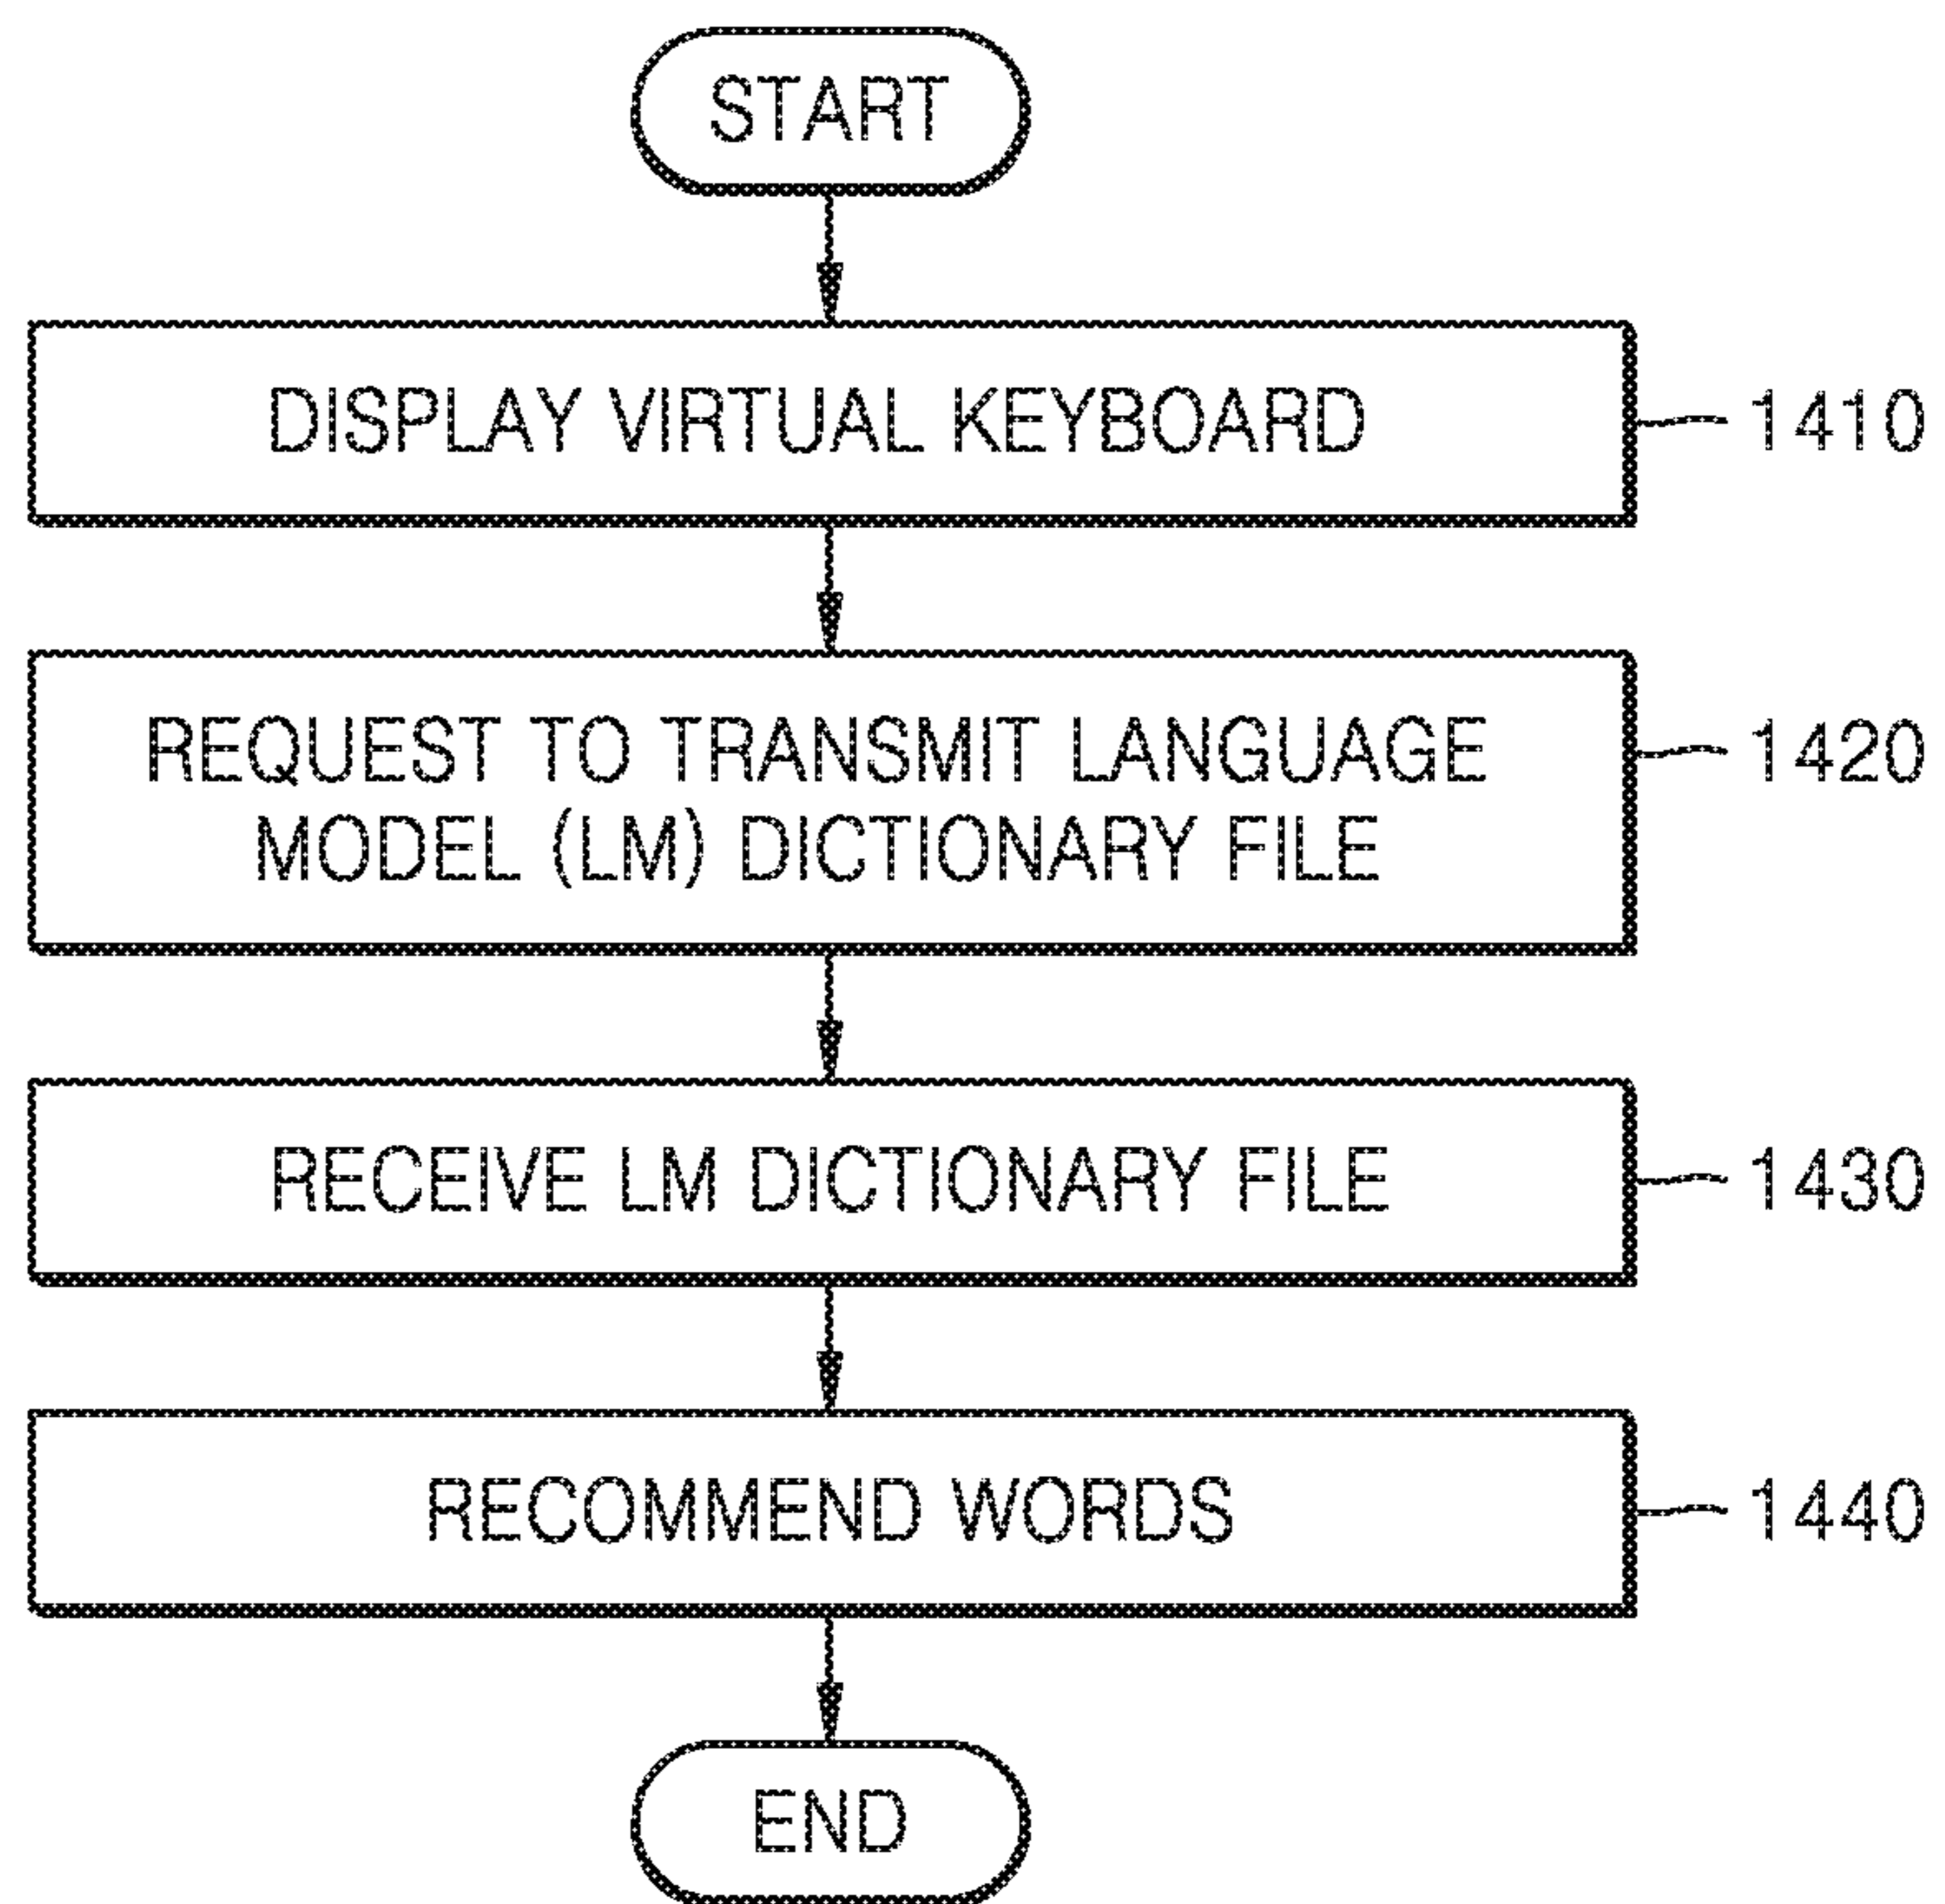 START
DISPLAY VIRTUAL KEYBOARD
1410
REQUEST TO TRANSMIT LANGUAGE
MODEL (LM) DICTIONARY FILE
1420
RECEIVE LM DICTIONARY FILE
1430
RECOMMEND WORDS
1440
END